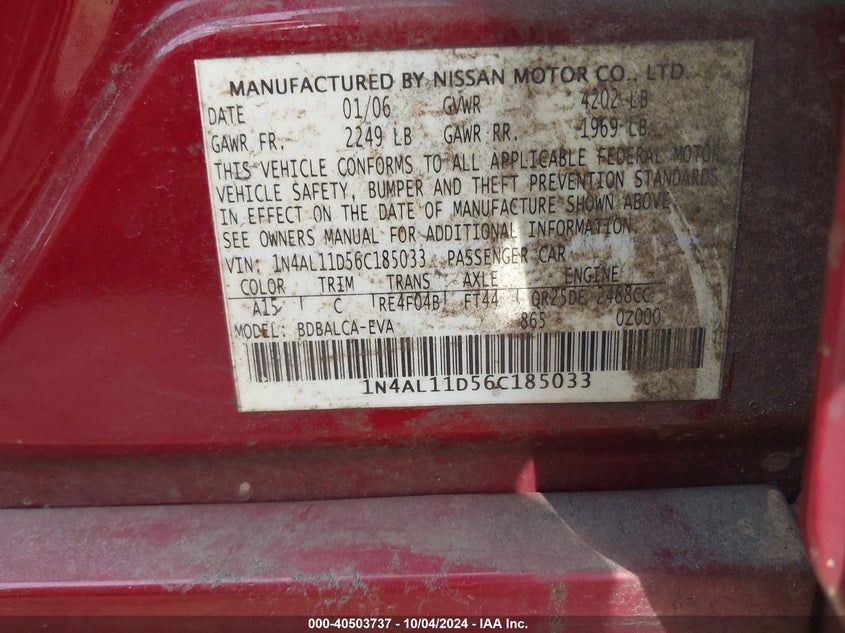 MANUFACTURED BY NISSAN MOTOR CO., LTD.
DATE 01/06 GVWR 4202 LB
GAWR FR. 2249 LB GAWR RR. 1969 LB
THIS VEHICLE CONFORMS TO ALL APPLICABLE FEDERAL MOTOR
VEHICLE SAFETY, BUMPER AND THEFT PREVENTION STANDARDS
IN EFFECT ON THE DATE OF MANUFACTURE SHOWN ABOVE.
SEE OWNERS MANUAL FOR ADDITIONAL INFORMATION.
VIN: 1N4AL11D56C185033 PASSENGER CAR
COLOR TRIM TRANS AXLE ENGINE
A15 C RE4F04B FT44 QR25DE 2488CC
MODEL: BDBALCA-EVA 865 0Z000
1N4AL11D56C185033
000-40503737 - 10/04/2024 - IAA Inc.